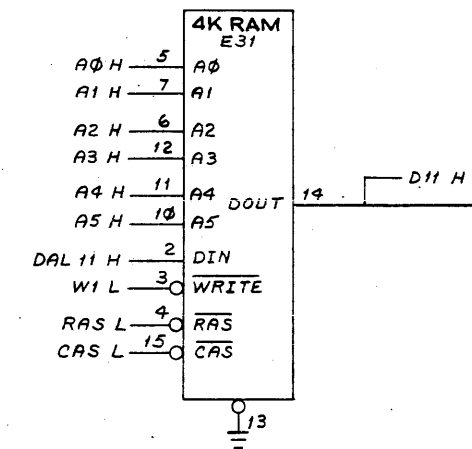 4K RAM
E31
AØ H 5 AØ
A1 H 7 A1
A2 H 6 A2
A3 H 12 A3
A4 H 11 A4
DOUT 14 D11 H
A5 H 1Ø A5
DAL 11 H 2 DIN
W1 L 3 WRITE
RAS L 4 RAS
CAS L 15 CAS
13